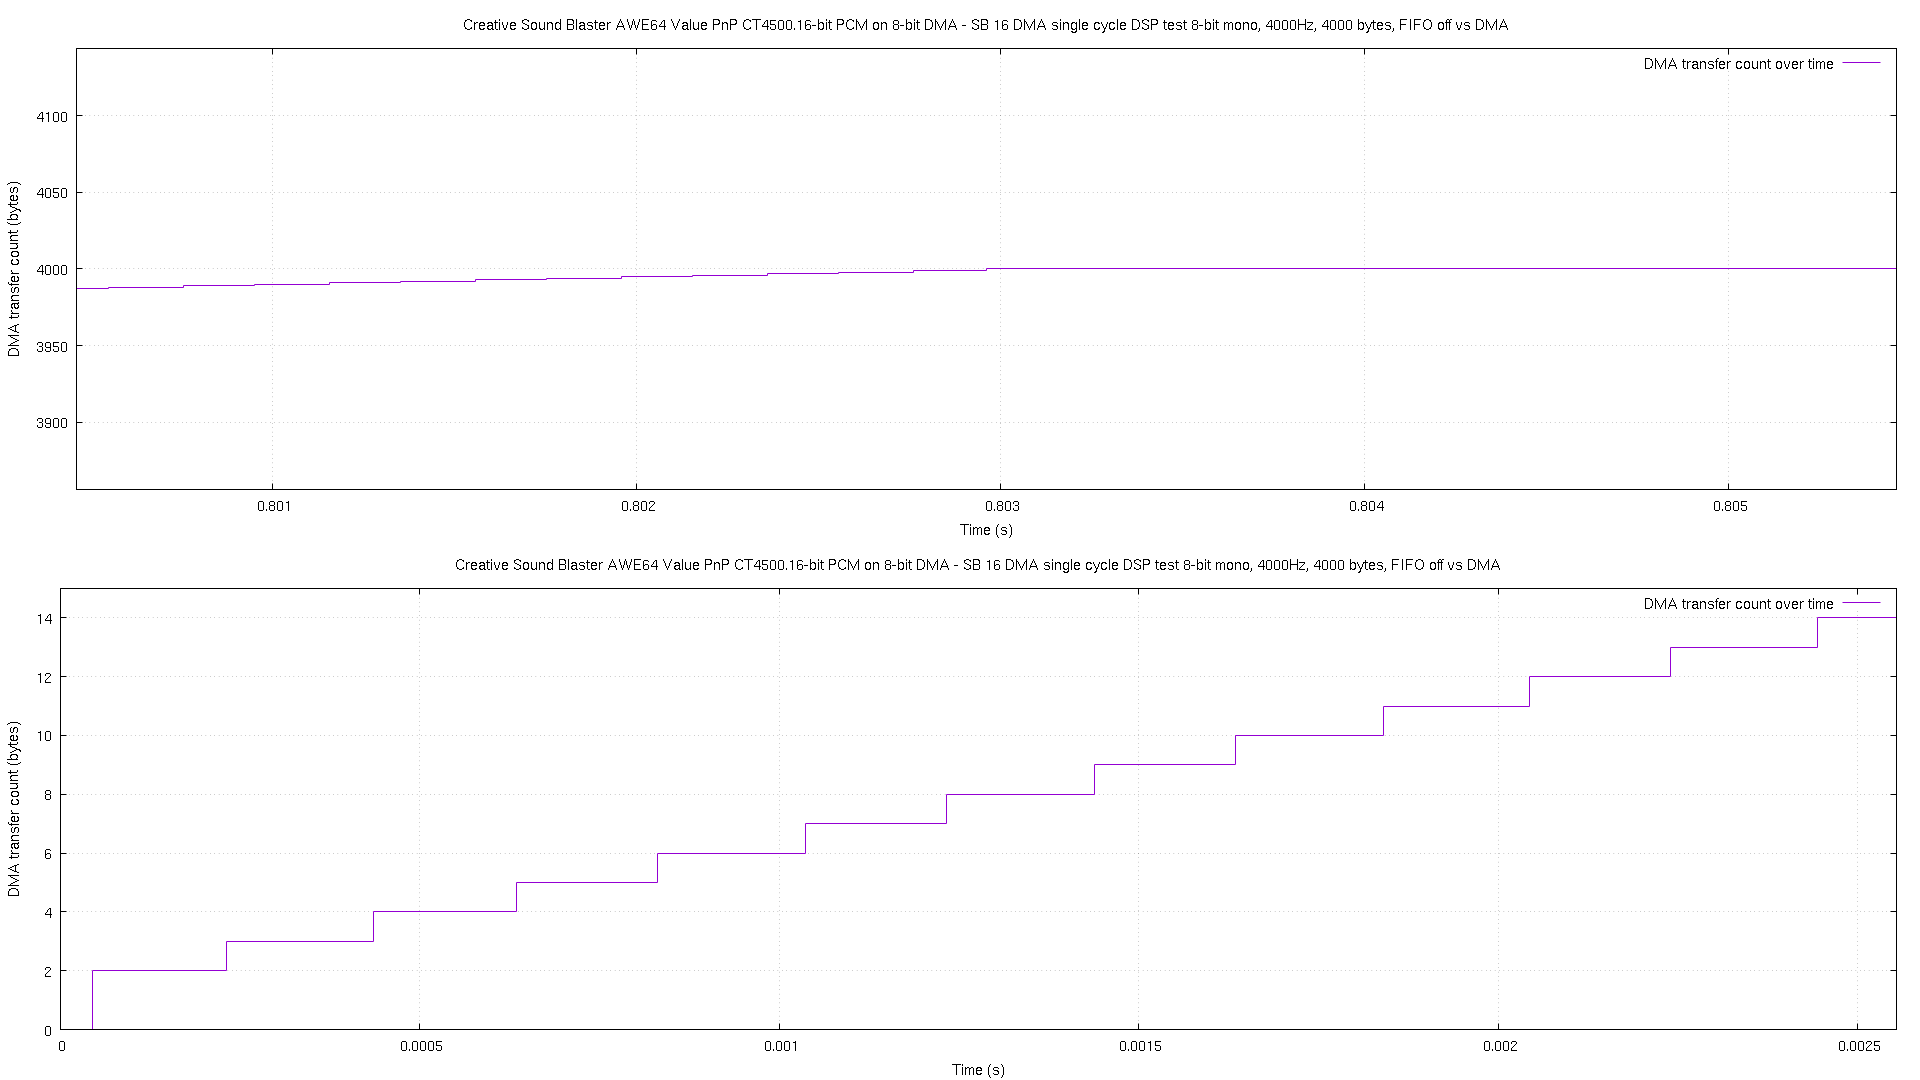 Creative Sound Blaster AWE64 Value PnP CT4500.16-bit PCM on 8-bit DMA - SB 16 DMA single cycle DSP test 8-bit mono, 4000Hz, 4000 bytes, FIFO off vs DMA
DMA transfer count over time
4100
4050
4000
3950
3900
DMA transfer count (bytes)
0.801 0.802 0.803 0.804 0.805
Time (s)
Creative Sound Blaster AWE64 Value PnP CT4500.16-bit PCM on 8-bit DMA - SB 16 DMA single cycle DSP test 8-bit mono, 4000Hz, 4000 bytes, FIFO off vs DMA
DMA transfer count over time
14
12
10
8
6
4
2
0
DMA transfer count (bytes)
0 0.0005 0.001 0.0015 0.002 0.0025
Time (s)